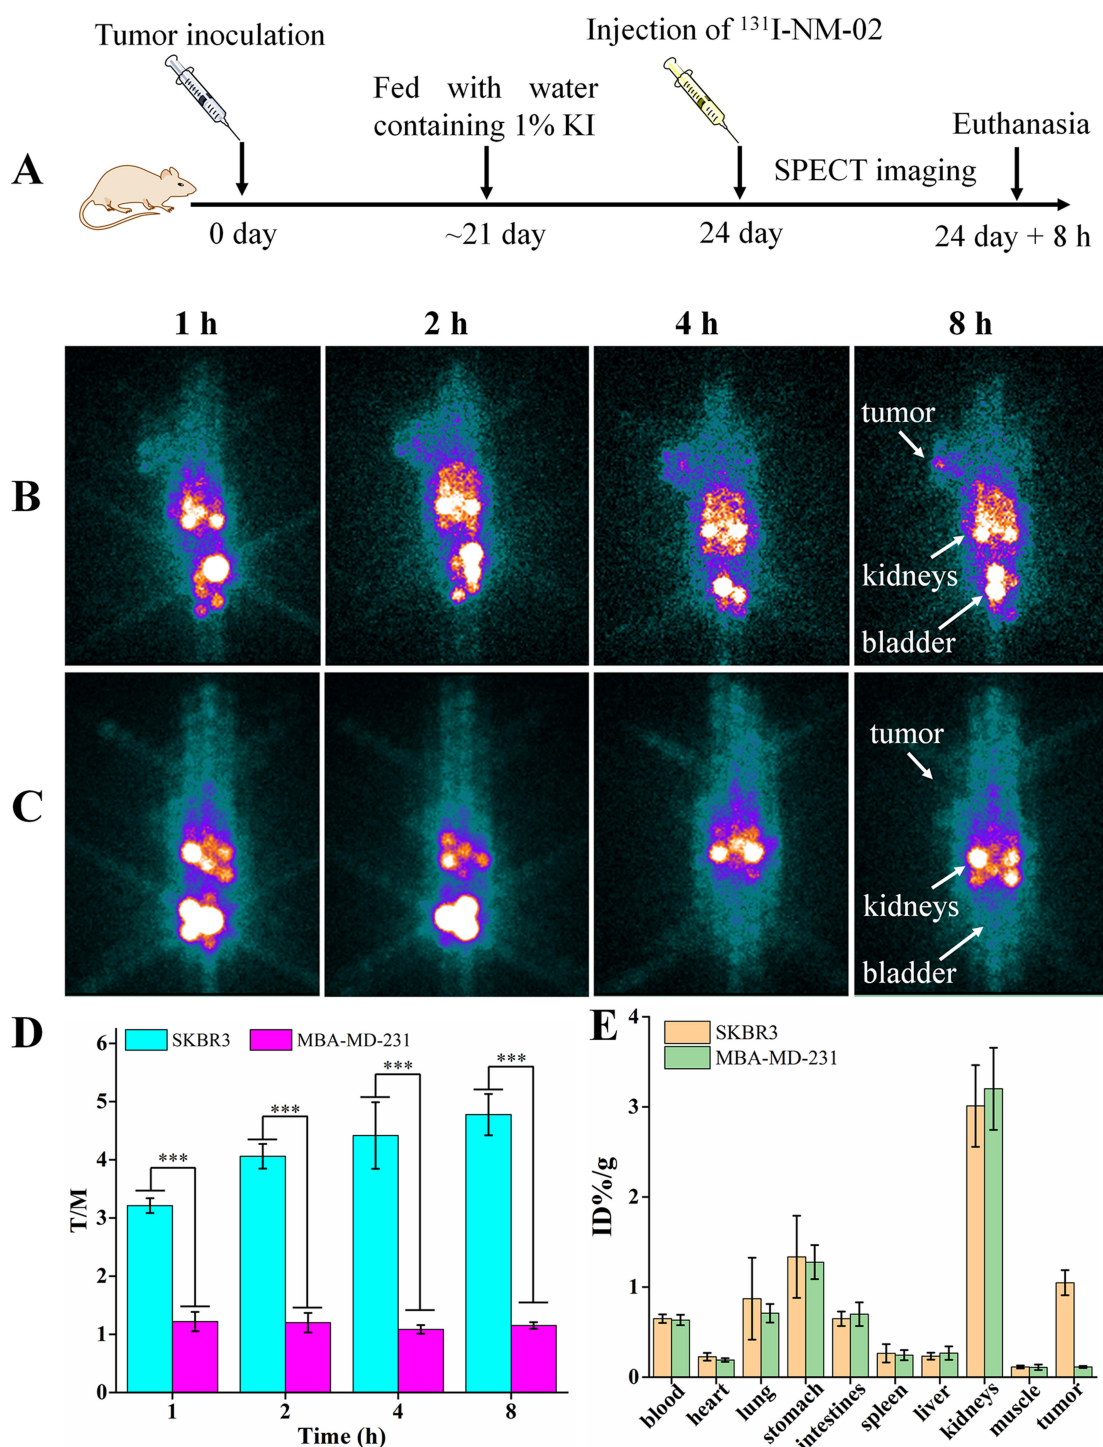 Tumor inoculation
Injection of ¹³¹I-NM-02
Fed with water
containing 1% KI
Euthanasia
A
SPECT imaging
0 day
~21 day
24 day
24 day + 8 h
1 h
2 h
4 h
8 h
B
tumor
kidneys
bladder
C
tumor
kidneys
bladder
D
SKBR3
MBA-MD-231
***
***
***
***
T/M
6
5
4
3
2
1
0
1
2
4
8
Time (h)
E
SKBR3
MBA-MD-231
ID%/g
4
3
2
1
0
blood
heart
lung
stomach
intestines
spleen
liver
kidneys
muscle
tumor